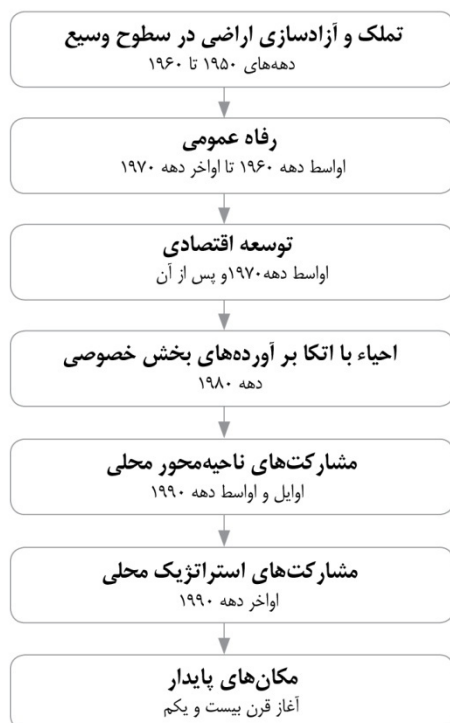 تملک و آزادسازی اراضی در سطوح وسیع
دهه‌های ۱۹۵۰ تا ۱۹۶۰
رفاه عمومی
اواسط دهه ۱۹۶۰ تا اواخر دهه ۱۹۷۰
توسعه اقتصادی
اواسط دهه۱۹۷۰و پس از آن
احیاء با اتکا بر آورده‌های بخش خصوصی
دهه ۱۹۸۰
مشارکت‌های ناحیه‌محور محلی
اوایل و اواسط دهه ۱۹۹۰
مشارکت‌های استراتژیک محلی
اواخر دهه ۱۹۹۰
مکان‌های پایدار
آغاز قرن بیست و یکم